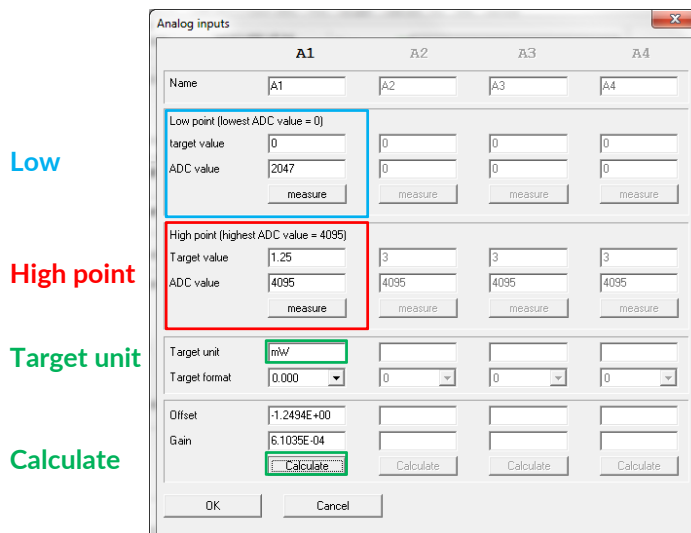 Analog inputs
A1 A2 A3 A4
Name A1 A2 A3 A4
Low point (lowest ADC value = 0)
target value 0 0 0 0
Low
ADC value 2047 0 0 0
measure measure measure measure
High point (highest ADC value = 4095)
Target value 1.25 3 3 3
High point
ADC value 4095 4095 4095 4095
measure measure measure measure
Target unit
Target unit mW
Target format 0.000 0 0 0
Offset -1.2494E+00
Gain 6.1035E-04
Calculate
Calculate Calculate Calculate Calculate
OK Cancel